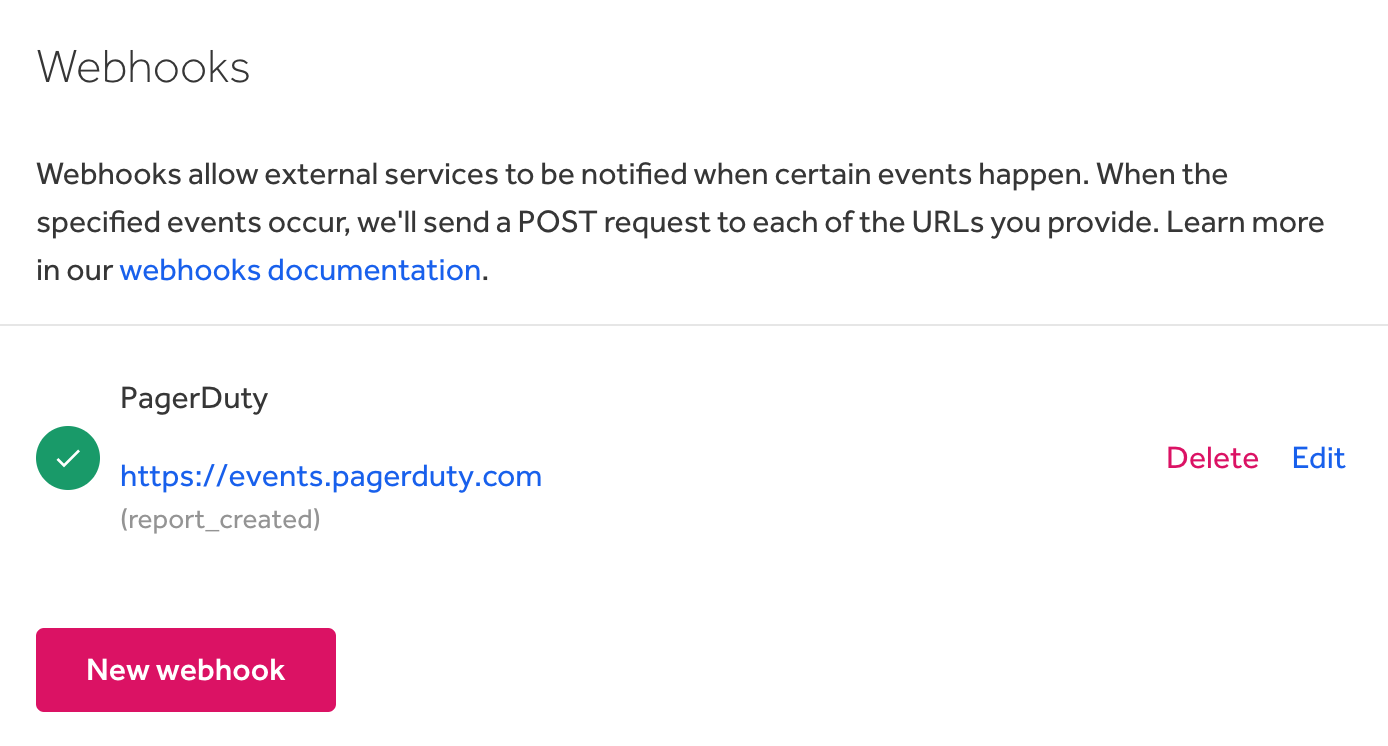 Webhooks
Webhooks allow external services to be notified when certain events happen. When the
specified events occur, we'll send a POST request to each of the URLs you provide. Learn more
in our webhooks documentation.
PagerDuty
https://events.pagerduty.com
(report_created)
Delete Edit
New webhook